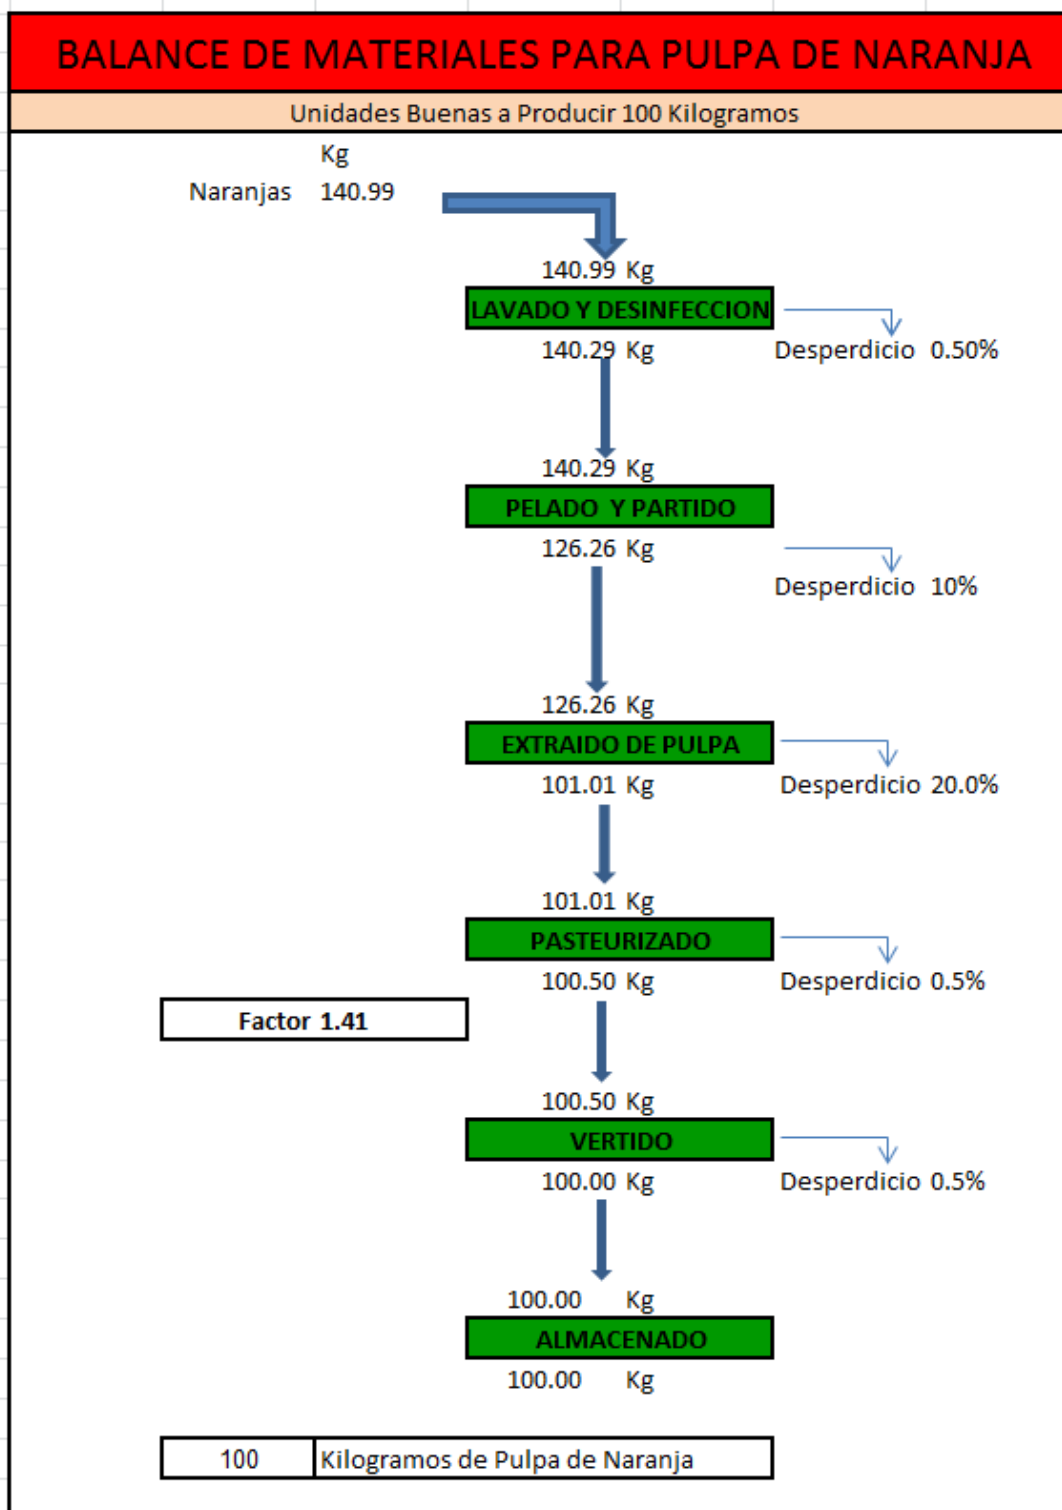 BALANCE DE MATERIALES PARA PULPA DE NARANJA
Unidades Buenas a Producir 100 Kilogramos
Kg
Naranjas 140.99
140.99 Kg
LAVADO Y DESINFECCION
140.29 Kg
Desperdicio 0.50%
140.29 Kg
PELADO Y PARTIDO
126.26 Kg
Desperdicio 10%
126.26 Kg
EXTRAIDO DE PULPA
101.01 Kg
Desperdicio 20.0%
101.01 Kg
PASTEURIZADO
100.50 Kg
Desperdicio 0.5%
Factor 1.41
100.50 Kg
VERTIDO
100.00 Kg
Desperdicio 0.5%
100.00 Kg
ALMACENADO
100.00 Kg
100 Kilogramos de Pulpa de Naranja